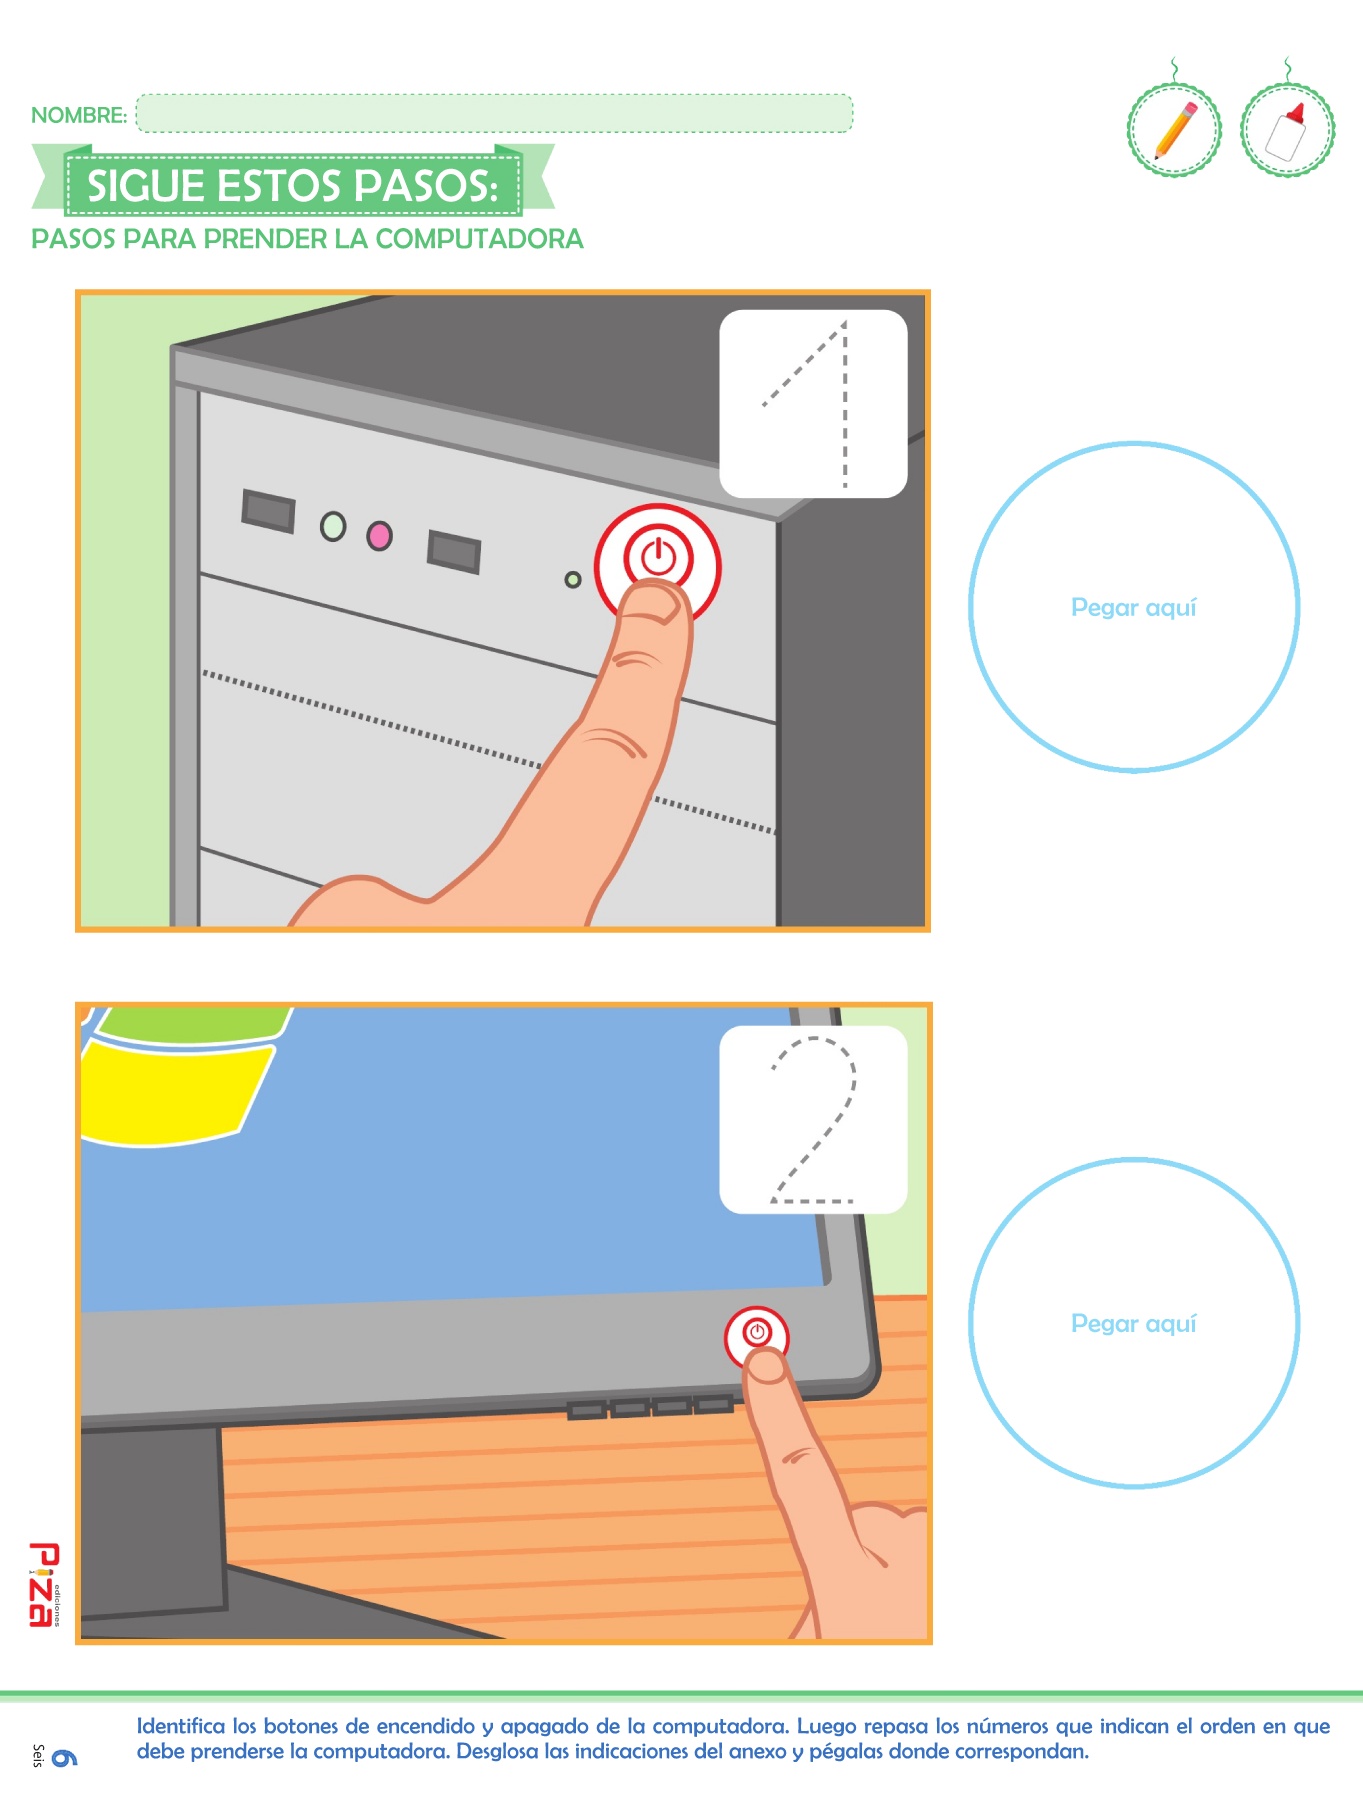 NOMBRE:
SIGUE ESTOS PASOS:
PASOS PARA PRENDER LA COMPUTADORA
1
Pegar aquí
2
Pegar aquí
Piza
ediciones
Identifica los botones de encendido y apagado de la computadora. Luego repasa los números que indican el orden en que
debe prenderse la computadora. Desglosa las indicaciones del anexo y pégalas donde correspondan.
6
Seis